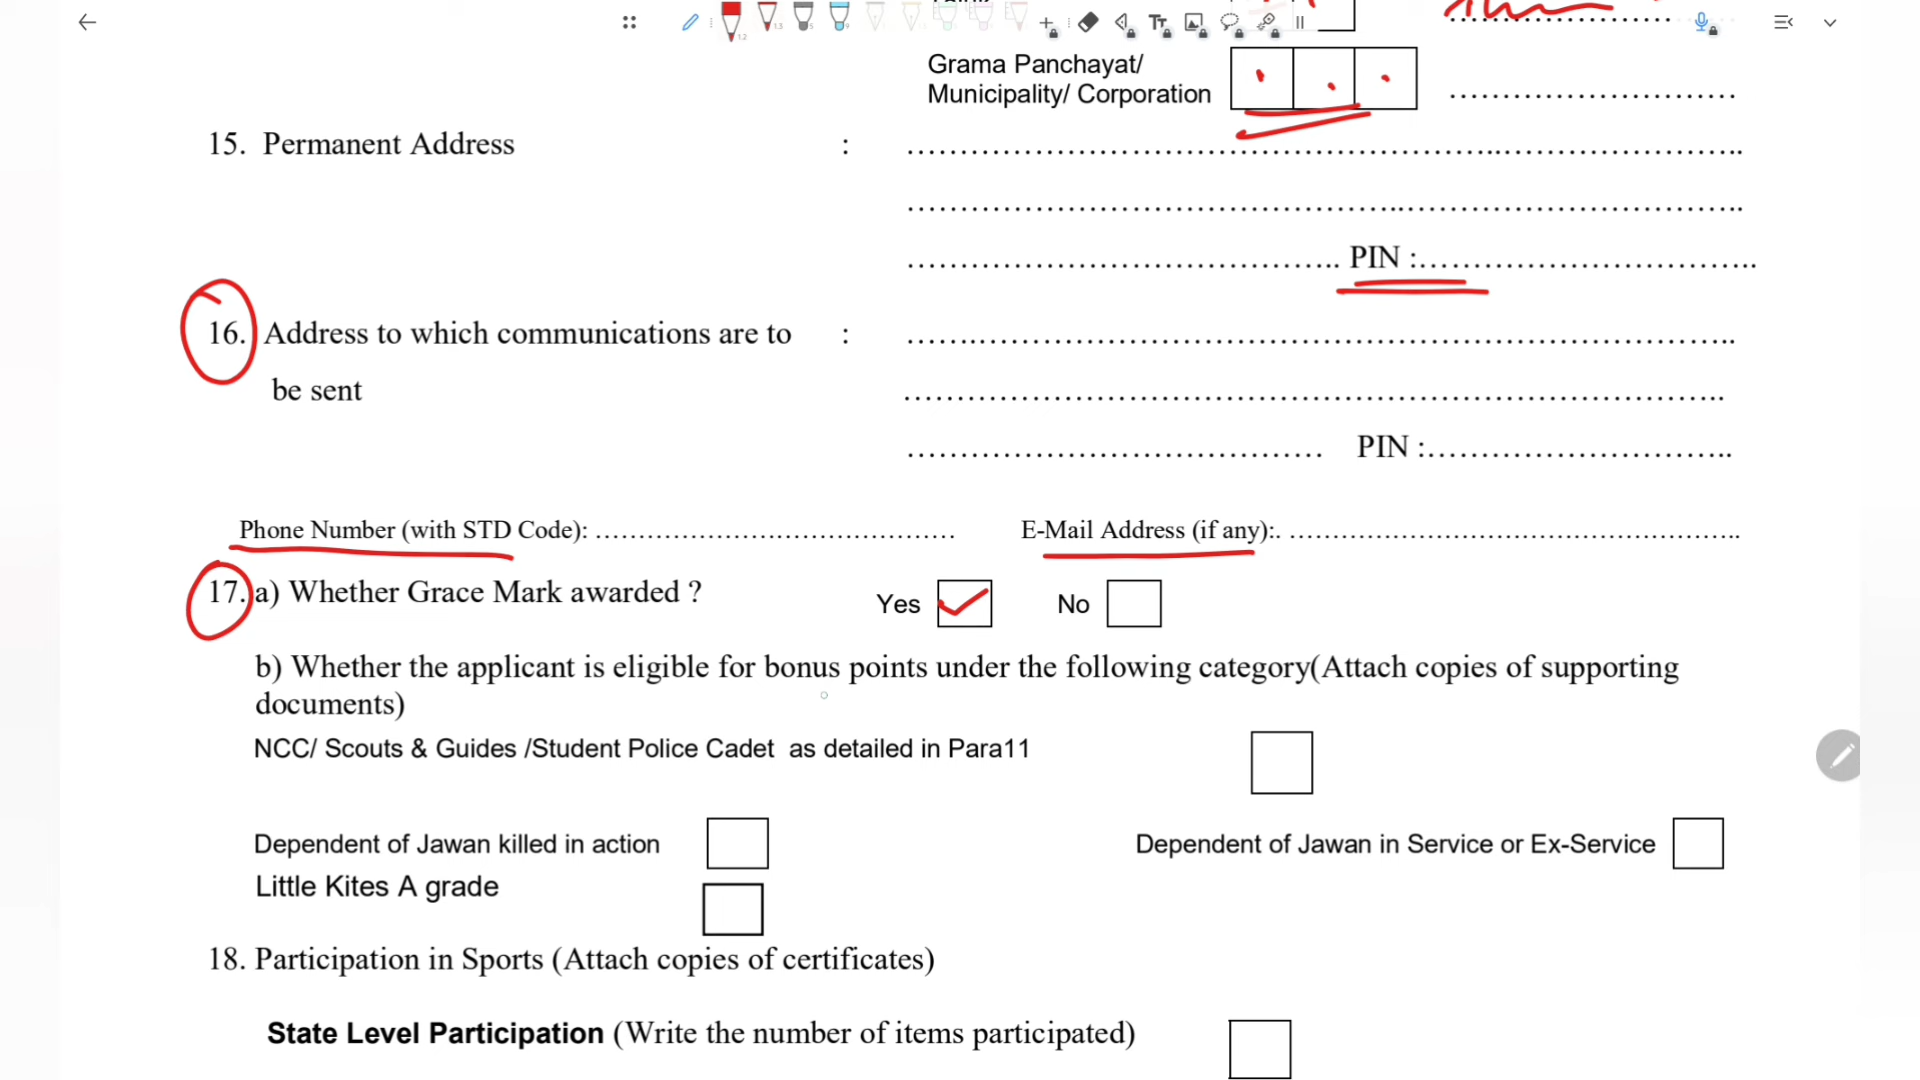 Grama Panchayat/
Municipality/ Corporation ................................
15. Permanent Address : ................................................................
................................................................
................................ PIN :................................
16. Address to which communications are to : ................................................................
be sent ................................................................
................................ PIN :................................
Phone Number (with STD Code): ................................ E-Mail Address (if any):. ................................
17. a) Whether Grace Mark awarded ? Yes No
b) Whether the applicant is eligible for bonus points under the following category(Attach copies of supporting
documents)
NCC/ Scouts & Guides /Student Police Cadet as detailed in Para11
Dependent of Jawan killed in action Dependent of Jawan in Service or Ex-Service
Little Kites A grade
18. Participation in Sports (Attach copies of certificates)
State Level Participation (Write the number of items participated)